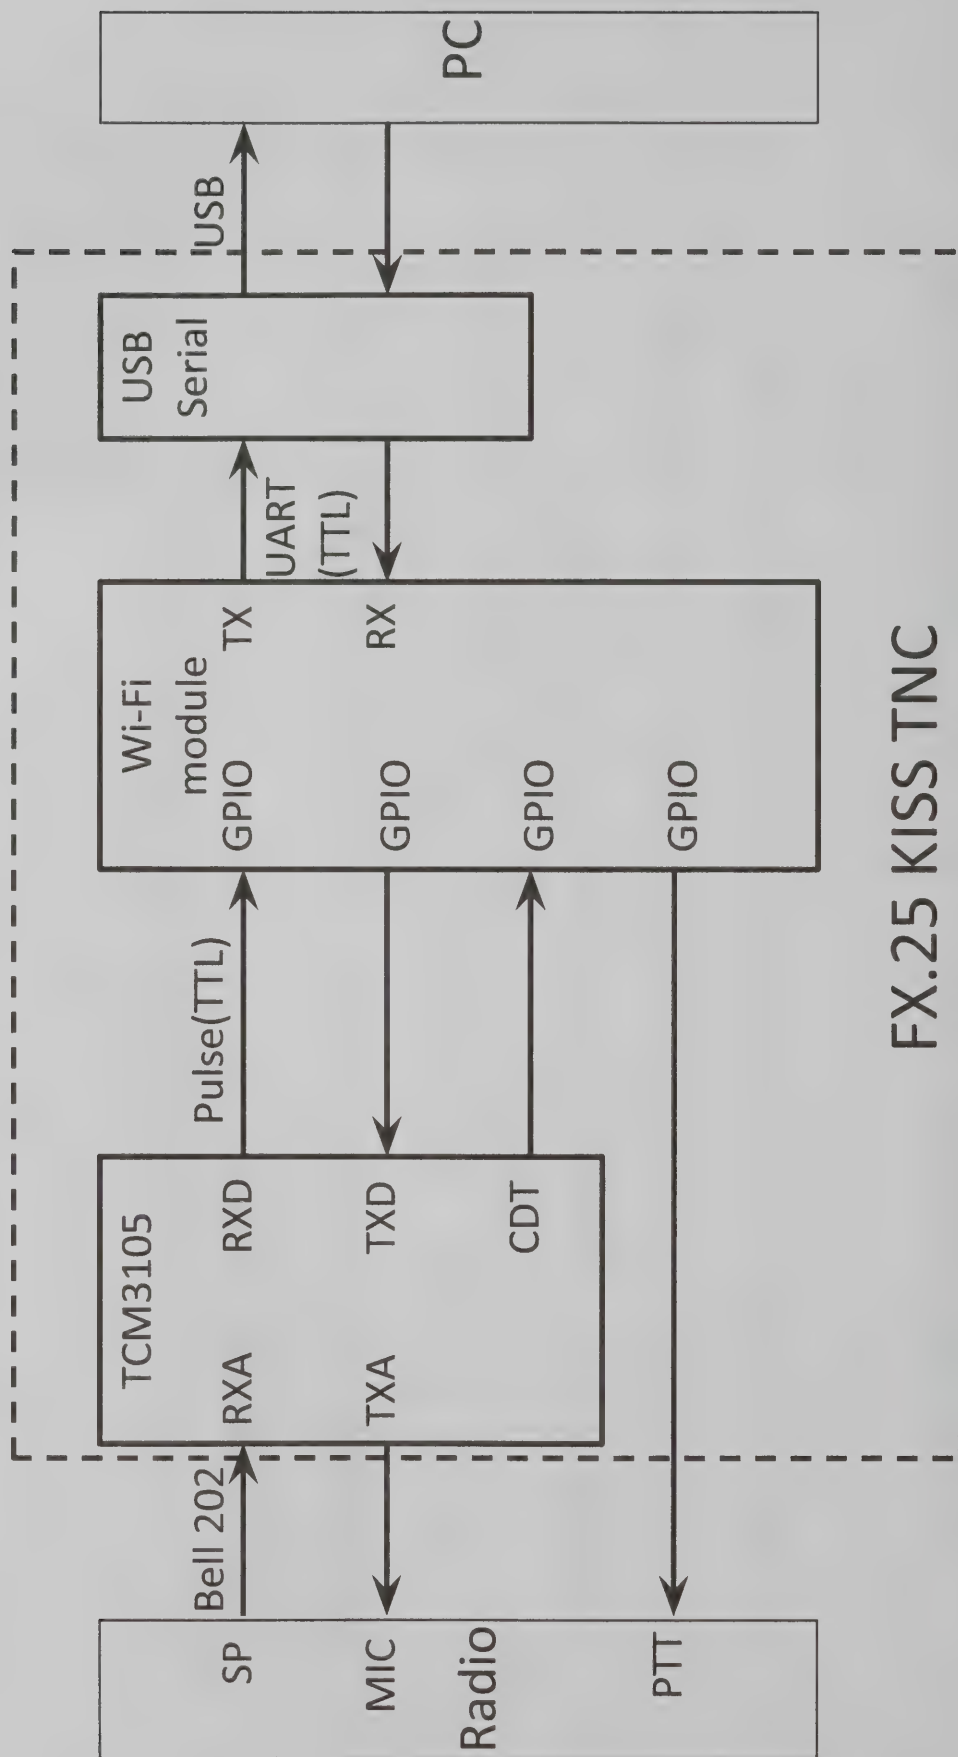 Radio
SP
MIC
PTT
Bell 202
TCM3105
RXA
TXA
RXD
TXD
CDT
Pulse(TTL)
Wi-Fi
module
GPIO
GPIO
GPIO
GPIO
TX
RX
UART
(TTL)
USB
Serial
USB
PC
FX.25 KISS TNC